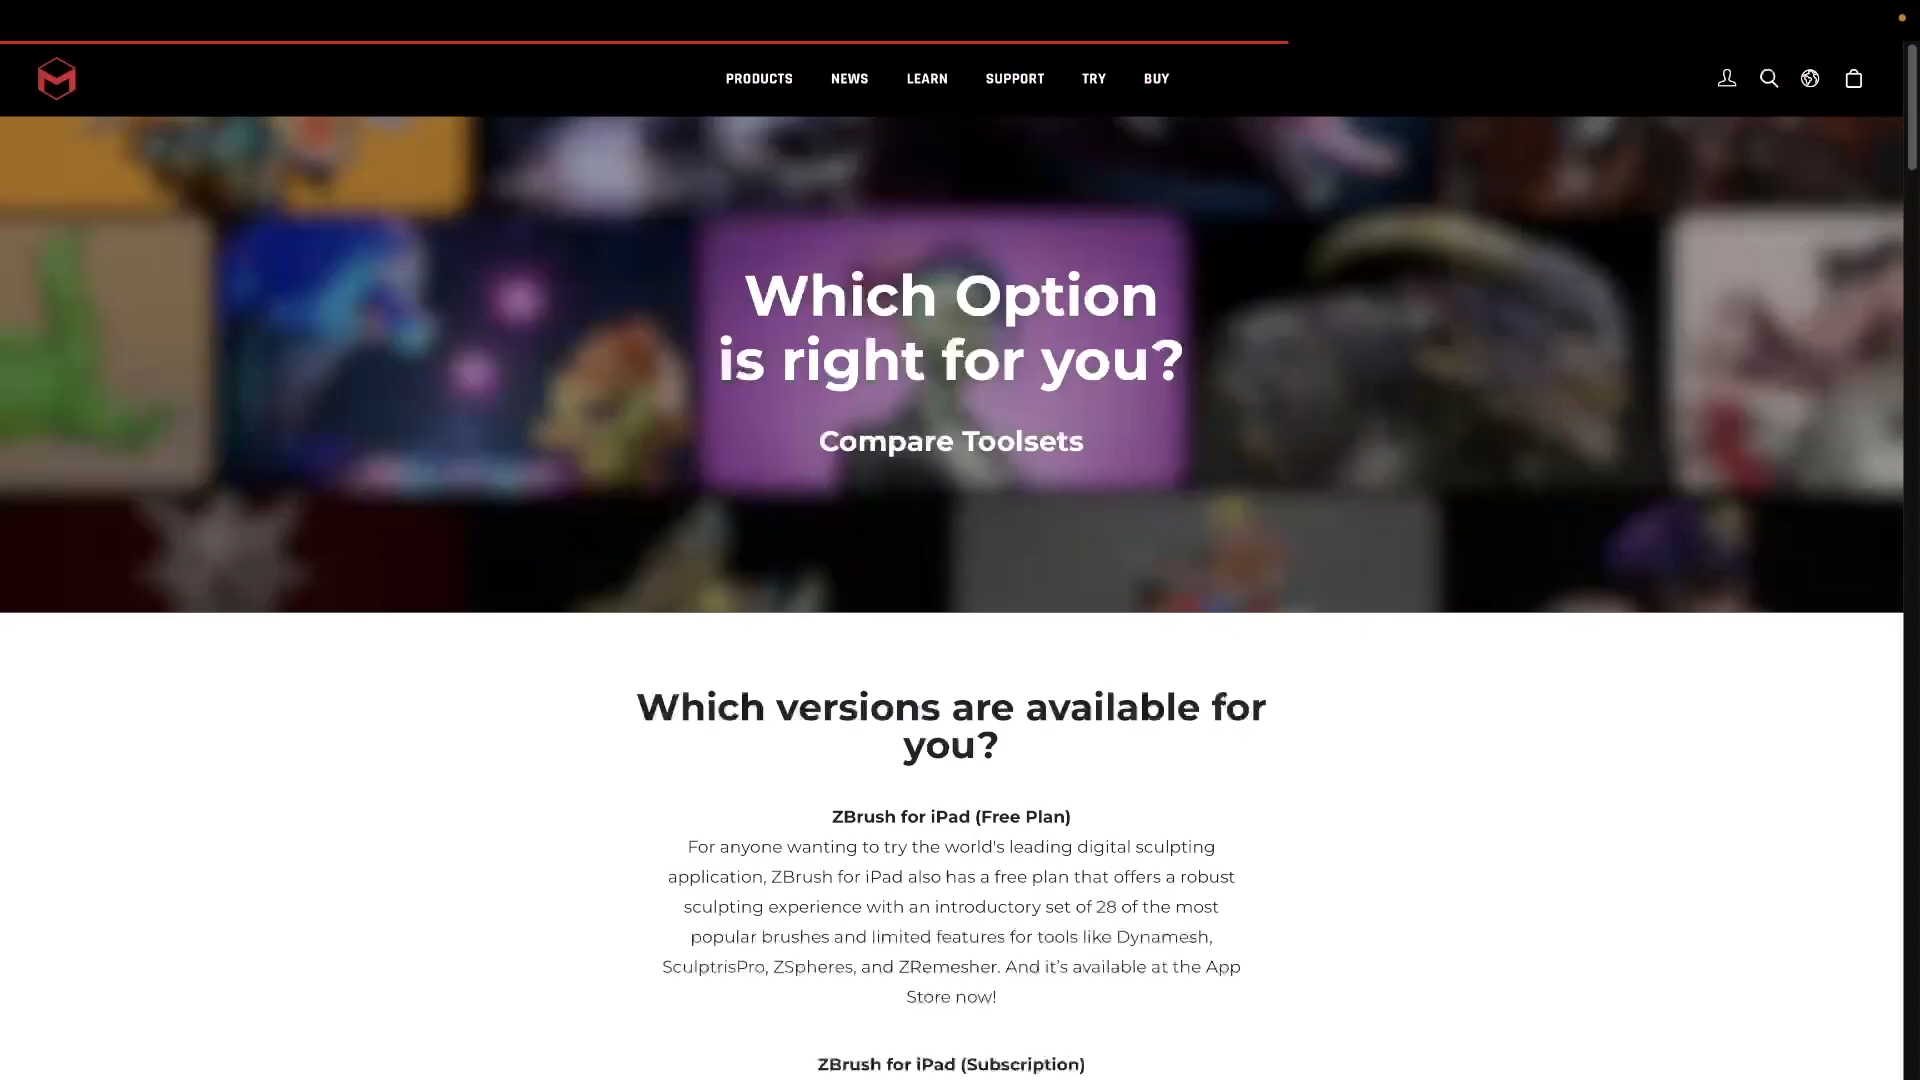 PRODUCTS NEWS LEARN SUPPORT TRY BUY
Which Option
is right for you?
Compare Toolsets
Which versions are available for
you?
ZBrush for iPad (Free Plan)
For anyone wanting to try the world's leading digital sculpting
application, ZBrush for iPad also has a free plan that offers a robust
sculpting experience with an introductory set of 28 of the most
popular brushes and limited features for tools like Dynamesh,
SculptrisPro, ZSpheres, and ZRemesher. And it’s available at the App
Store now!
ZBrush for iPad (Subscription)